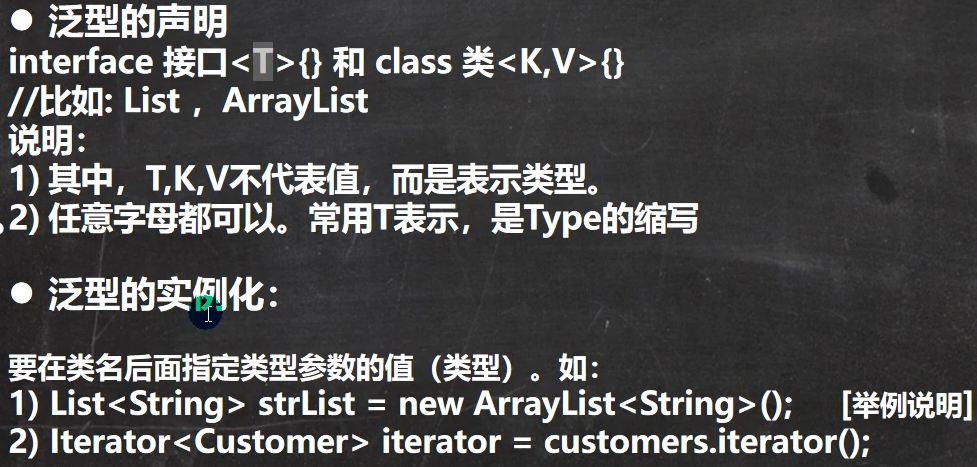 ● 泛型的声明
interface 接口<T>{} 和 class 类<K,V>{}
//比如: List ，ArrayList
说明：
1) 其中，T,K,V不代表值，而是表示类型。
2) 任意字母都可以。常用T表示，是Type的缩写
● 泛型的实例化：
要在类名后面指定类型参数的值（类型）。如：
1) List<String> strList = new ArrayList<String>(); [举例说明]
2) Iterator<Customer> iterator = customers.iterator();